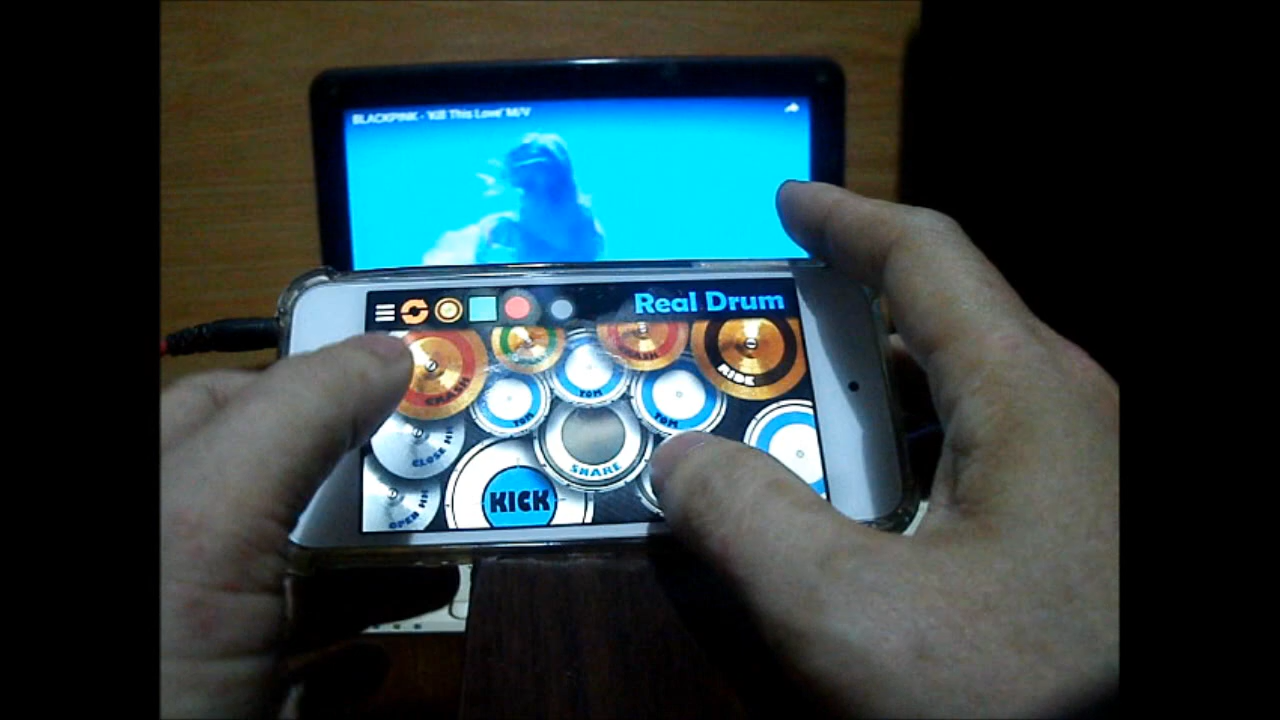 BLACKPINK - 'Kill This Love' M/V
Real Drum
CRASH
CRASH
RIDE
TOM
TOM
TOM
CLOSE HH
SNARE
KICK
OPEN HH